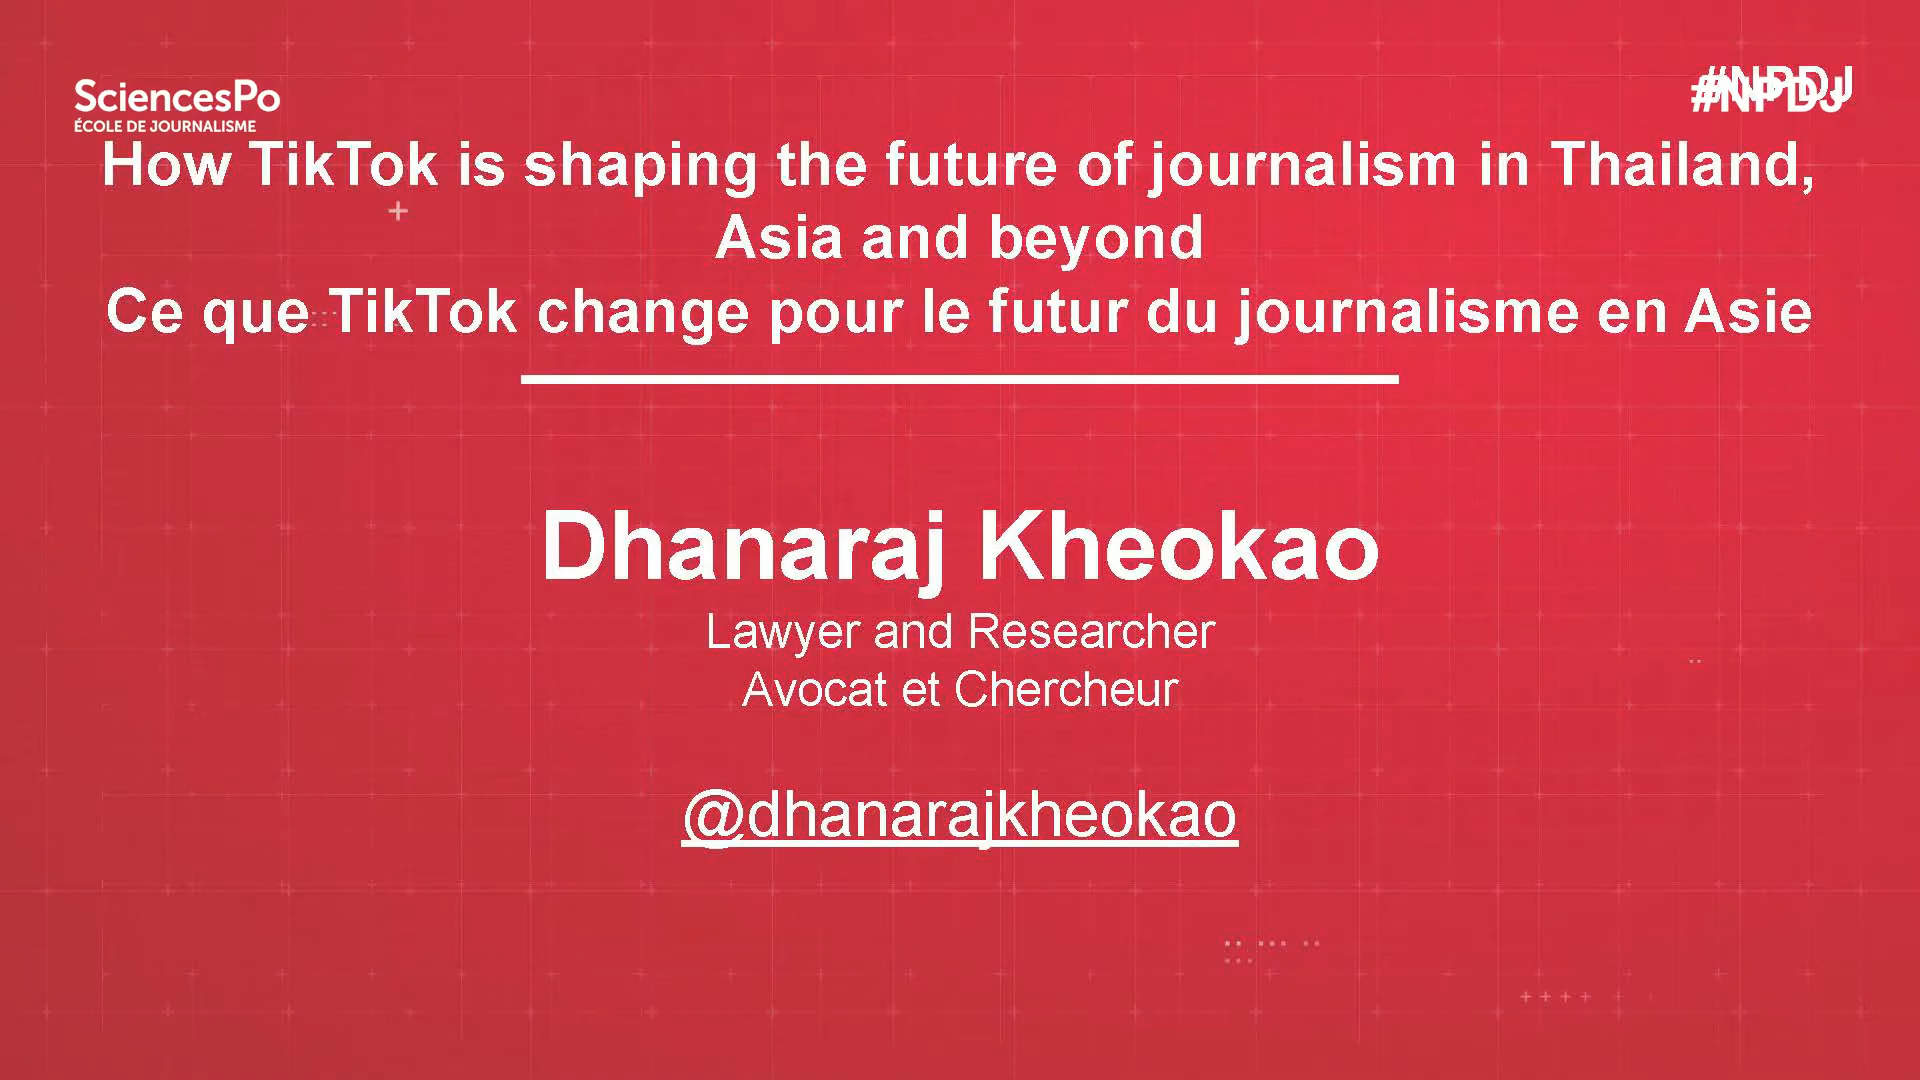 SciencesPo
ÉCOLE DE JOURNALISME
#NPDJ
#NPDJ
How TikTok is shaping the future of journalism in Thailand,
Asia and beyond
Ce que TikTok change pour le futur du journalisme en Asie
Dhanaraj Kheokao
Lawyer and Researcher
Avocat et Chercheur
@dhanarajkheokao